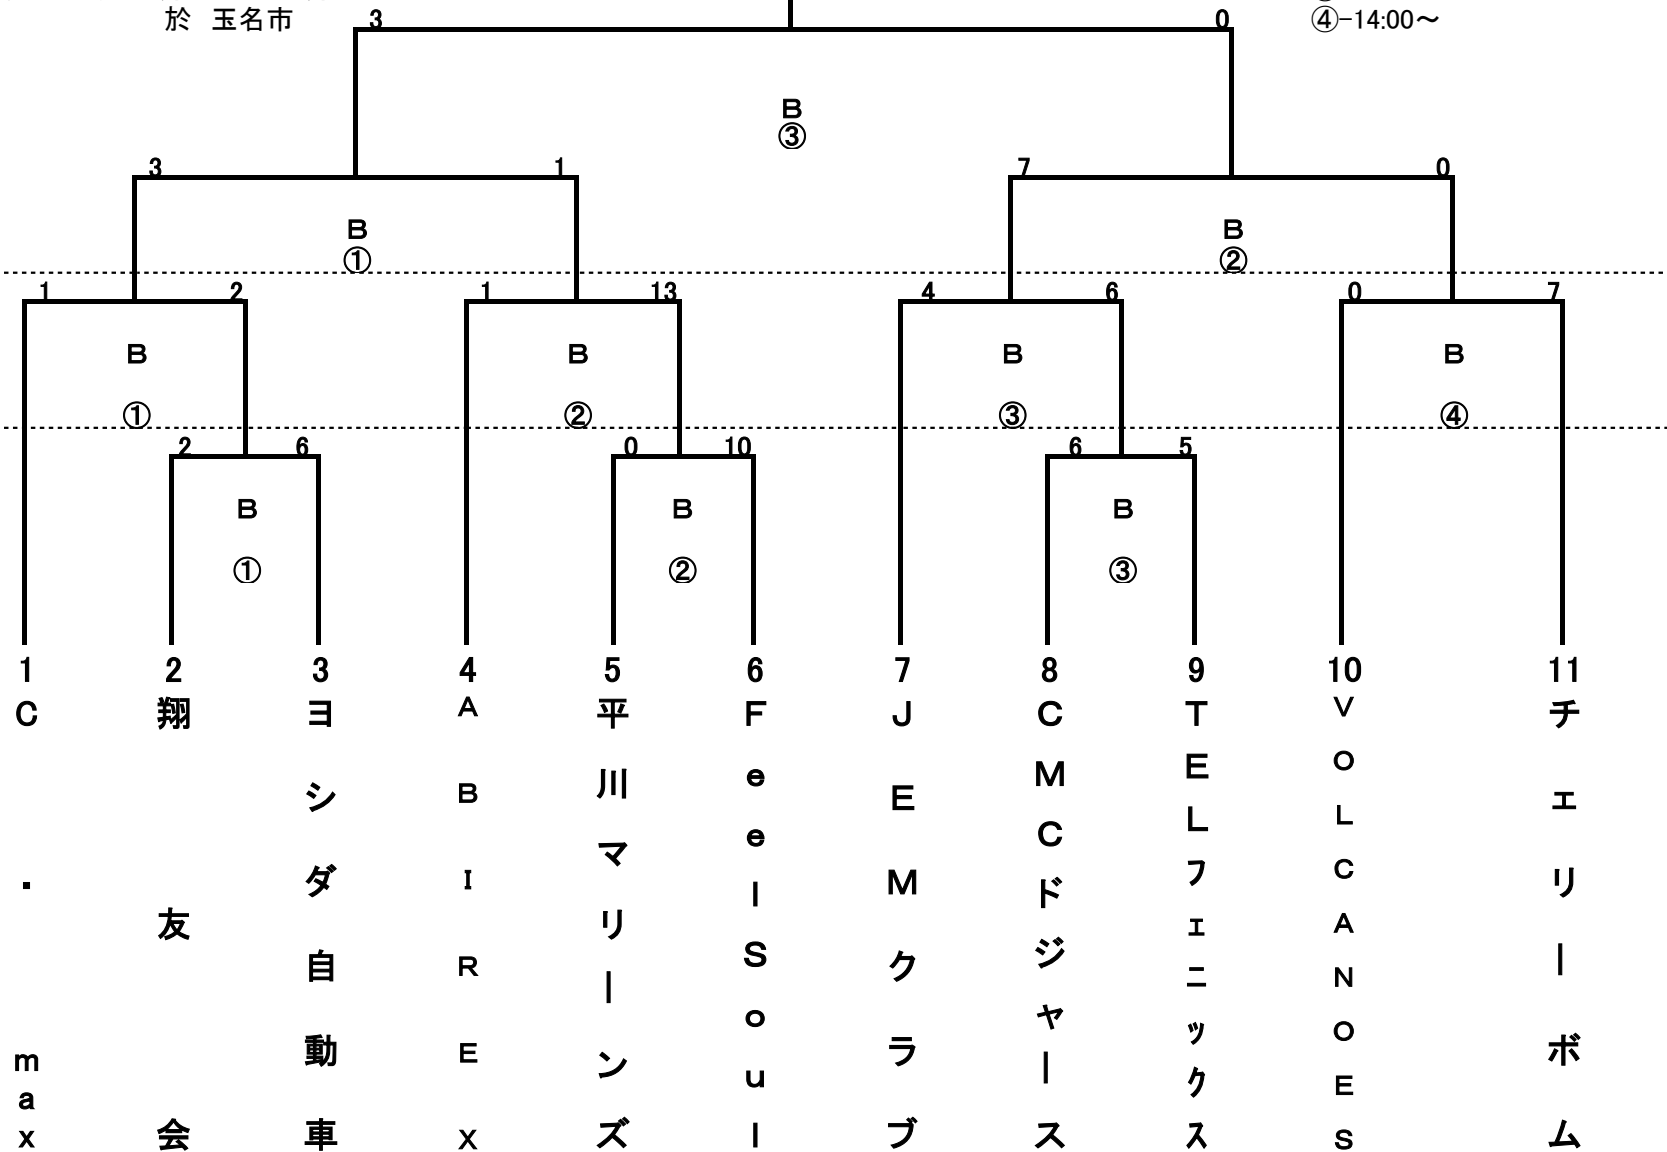 於　玉名市
3 0 ④-14:00～
B
③
3 1 7 0
B B
① ②
1 2 1 13 4 6 0 7
B B B B
① ② ③ ④
2 6 0 10 6 5
B B B
① ② ③
1 2 3 4 5 6 7 8 9 10 11
C・max
翔友会
ヨシダ自動車
ABIREX
平川マリーンズ
FeelSoul
JEMクラブ
CMCドジャース
TELフェニックス
VOLCANOES
チェリーボム